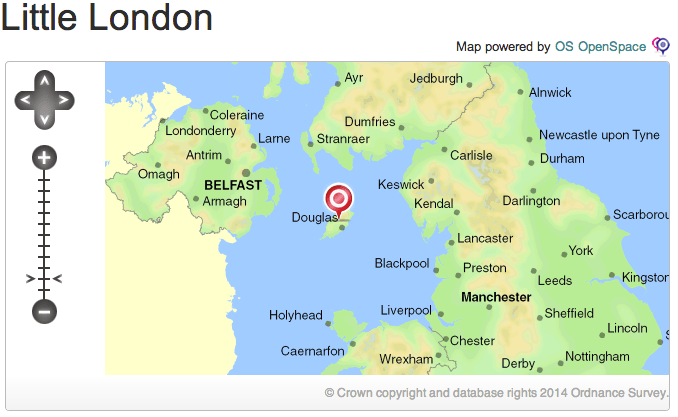 Little London
Map powered by OS OpenSpace
Ayr
Jedburgh
Alnwick
Coleraine
Dumfries
Londonderry
Larne
Stranraer
Newcastle upon Tyne
Antrim
Carlisle
Durham
Omagh
BELFAST
Keswick
Armagh
Kendal
Darlington
Douglas
Scarborou
Lancaster
York
Blackpool
Preston
Leeds
Kingston
Manchester
Holyhead
Liverpool
Sheffield
Lincoln
Caernarfon
Chester
Wrexham
Derby
Nottingham
© Crown copyright and database rights 2014 Ordnance Survey.